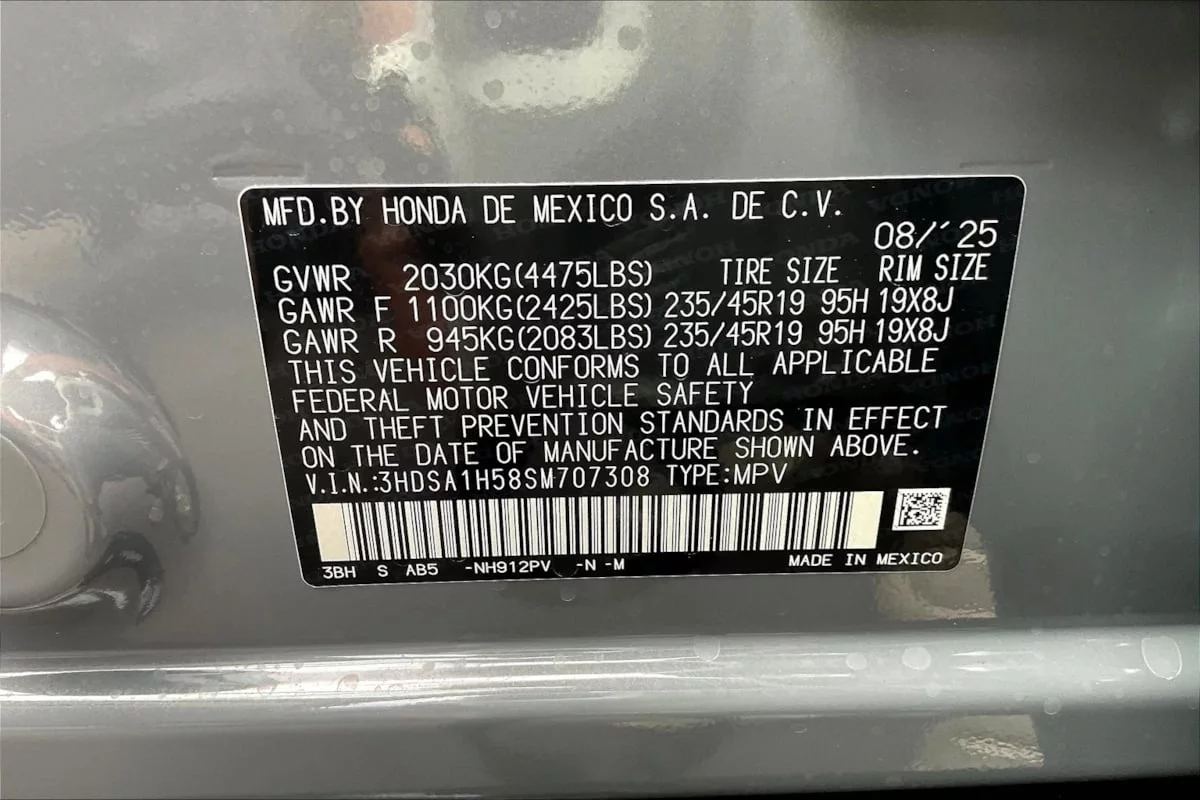 MFD.BY HONDA DE MEXICO S.A. DE C.V.
08/´25
GVWR 2030KG(4475LBS) TIRE SIZE RIM SIZE
GAWR F 1100KG(2425LBS) 235/45R19 95H 19X8J
GAWR R 945KG(2083LBS) 235/45R19 95H 19X8J
THIS VEHICLE CONFORMS TO ALL APPLICABLE
FEDERAL MOTOR VEHICLE SAFETY
AND THEFT PREVENTION STANDARDS IN EFFECT
ON THE DATE OF MANUFACTURE SHOWN ABOVE.
V.I.N.:3HDSA1H58SM707308 TYPE:MPV
3BH S AB5 -NH912PV -N -M MADE IN MEXICO